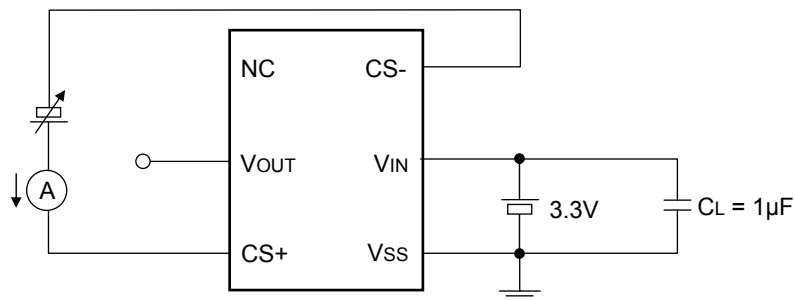 NC CS-
VOUT VIN
A
3.3V CL = 1µF
CS+ VSS